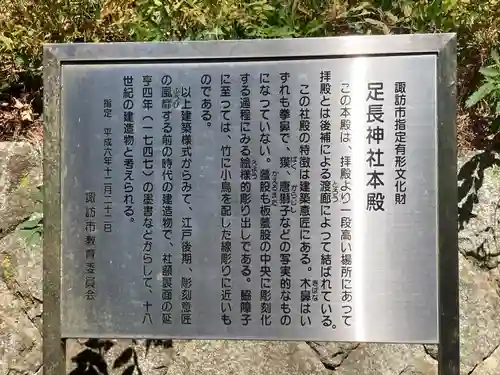 諏訪市指定有形文化財
足長神社本殿
この本殿は、拝殿より一段高い場所にあって
拝殿とは後補による渡廊によって結ばれている。
この社殿の特徴は建築意匠にある。木鼻はい
ずれも拳鼻で、獏、唐獅子などの写実的なもの
になっていない。蟇股も板蟇股の中央に彫刻化
する過程にみる絵様的彫り出しである。脇障子
に至つては、竹に小鳥を配した線彫りに近いも
のである。
以上建築様式からみて、江戸後期、彫刻意匠
の風靡する前の時代の建造物で、社額裏面の延
享四年（一七四七）の墨書などからして、十八
世紀の建造物と考えられる。
指定 平成六年十二月二十二日
諏訪市教育委員会